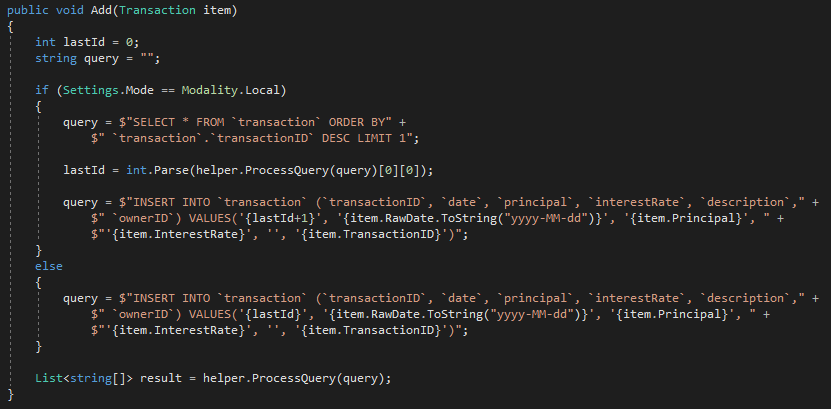 public void Add(Transaction item)
{
    int lastId = 0;
    string query = "";

    if (Settings.Mode == Modality.Local)
    {
        query = $"SELECT * FROM `transaction` ORDER BY" +
            $" `transaction`.`transactionID` DESC LIMIT 1";

        lastId = int.Parse(helper.ProcessQuery(query)[0][0]);

        query = $"INSERT INTO `transaction` (`transactionID`, `date`, `principal`, `interestRate`, `description`," +
            $" `ownerID`) VALUES('{lastId+1}', '{item.RawDate.ToString("yyyy-MM-dd")}', '{item.Principal}', " +
            $"'{item.InterestRate}', '', '{item.TransactionID}')";
    }
    else
    {
        query = $"INSERT INTO `transaction` (`transactionID`, `date`, `principal`, `interestRate`, `description`," +
            $" `ownerID`) VALUES('{lastId}', '{item.RawDate.ToString("yyyy-MM-dd")}', '{item.Principal}', " +
            $"'{item.InterestRate}', '', '{item.TransactionID}')";
    }

    List<string[]> result = helper.ProcessQuery(query);
}